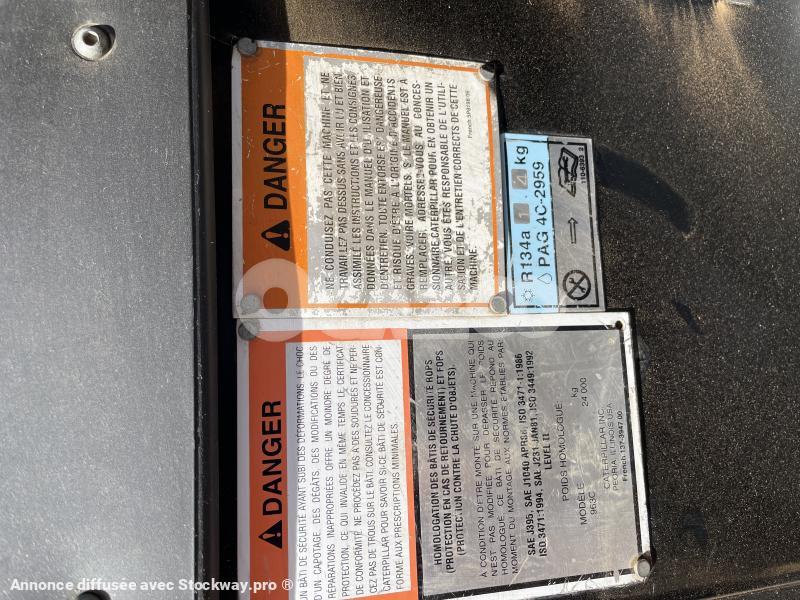 DANGER
NE CONDUISEZ PAS CETTE MACHINE ET NE
TRAVAILLEZ PAS DESSUS SANS AVOIR LU ET BIEN
ASSIMILÉ LES INSTRUCTIONS ET LES CONSIGNES
DONNÉES DANS LE MANUEL D'UTILISATION ET
D'ENTRETIEN. TOUTE ENTORSE EST DANGEREUSE
ET RISQUE D'ÊTRE À L'ORIGINE D'ACCIDENTS
GRAVES, VOIRE MORTELS. SI LE MANUEL EST À
REMPLACER, ADRESSEZ-VOUS AU CONCES-
SIONNAIRE CATERPILLAR POUR EN OBTENIR UN
AUTRE. VOUS ÊTES RESPONSABLE DE L'UTILI-
SATION ET DE L'ENTRETIEN CORRECTS DE CETTE
MACHINE.
R134a 1.4 kg
PAG 4C-2959
DANGER
UN BÂTI DE SÉCURITÉ AYANT SUBI DES DÉFORMATIONS, LE CHOC
D'UN CAPOTAGE, DES DÉGÂTS, DES MODIFICATIONS OU DES
RÉPARATIONS INAPPROPRIÉES OFFRE UN MOINDRE DEGRÉ DE
PROTECTION, CE QUI INVALIDE EN MÊME TEMPS LE CERTIFICAT
DE CONFORMITÉ. NE PROCÉDEZ PAS À DES SOUDURES ET NE PER-
CEZ PAS DE TROUS SUR LE BÂTI. CONSULTEZ LE CONCESSIONNAIRE
CATERPILLAR POUR SAVOIR SI CE BÂTI DE SÉCURITÉ EST CON-
FORME AUX PRESCRIPTIONS MINIMALES.
HOMOLOGATION DES BÂTIS DE SÉCURITÉ ROPS
(PROTECTION EN CAS DE RETOURNEMENT) ET FOPS
(PROTECTION CONTRE LA CHUTE D'OBJETS).
À CONDITION D'ÊTRE MONTÉ SUR UNE MACHINE QUI
N'EST PAS MODIFIÉE POUR DÉPASSER LE POIDS
HOMOLOGUÉ CE BÂTI DE SÉCURITÉ RÉPOND AU
MOMENT DU MONTAGE AUX NORMES ÉTABLIES PAR:
SAE J395, SAE J1040 APR88, ISO 3471-1:1986
ISO 3471:1994, SAE J231 JAN81, ISO 3449:1992
LEVEL II
POIDS HOMOLOGUÉ
MODÈLE kg
963C 24 000
CATERPILLAR INC.
PEORIA, ILLINOIS USA
French 137-3947 00
Annonce diffusée avec Stockway.pro ®